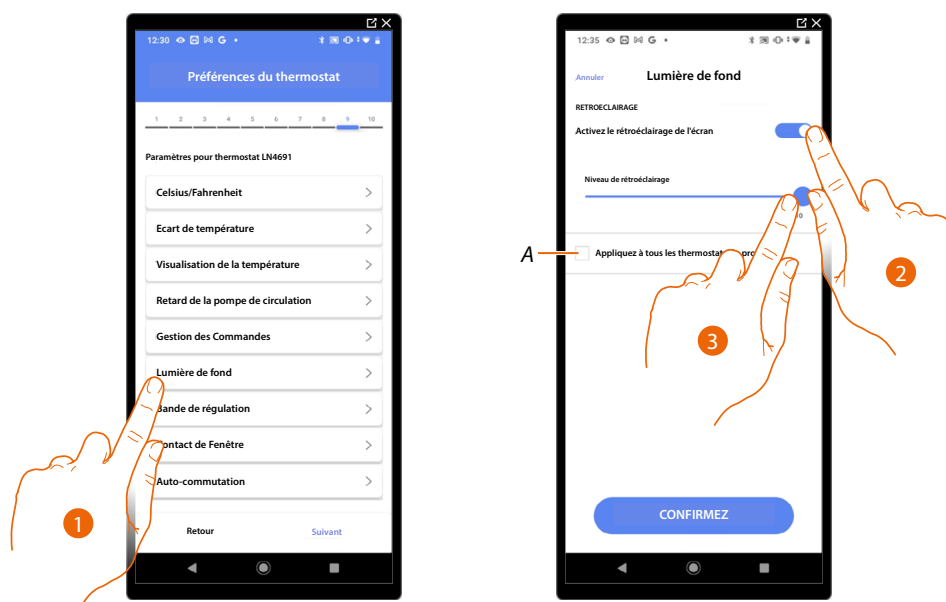 12:30 G
Préférences du thermostat
1 2 3 4 5 6 7 8 9 10
Paramètres pour thermostat LN4691
Celsius/Fahrenheit
Ecart de température
Visualisation de la température
Retard de la pompe de circulation
Gestion des Commandes
Lumière de fond
Bande de régulation
Contact de Fenêtre
Auto-commutation
Retour Suivant
1
12:35 G
Annuler Lumière de fond
RETROECLAIRAGE
Activez le rétroéclairage de l'écran
Niveau de rétroéclairage
0
A
Appliquez à tous les thermostat pro
2
3
CONFIRMEZ